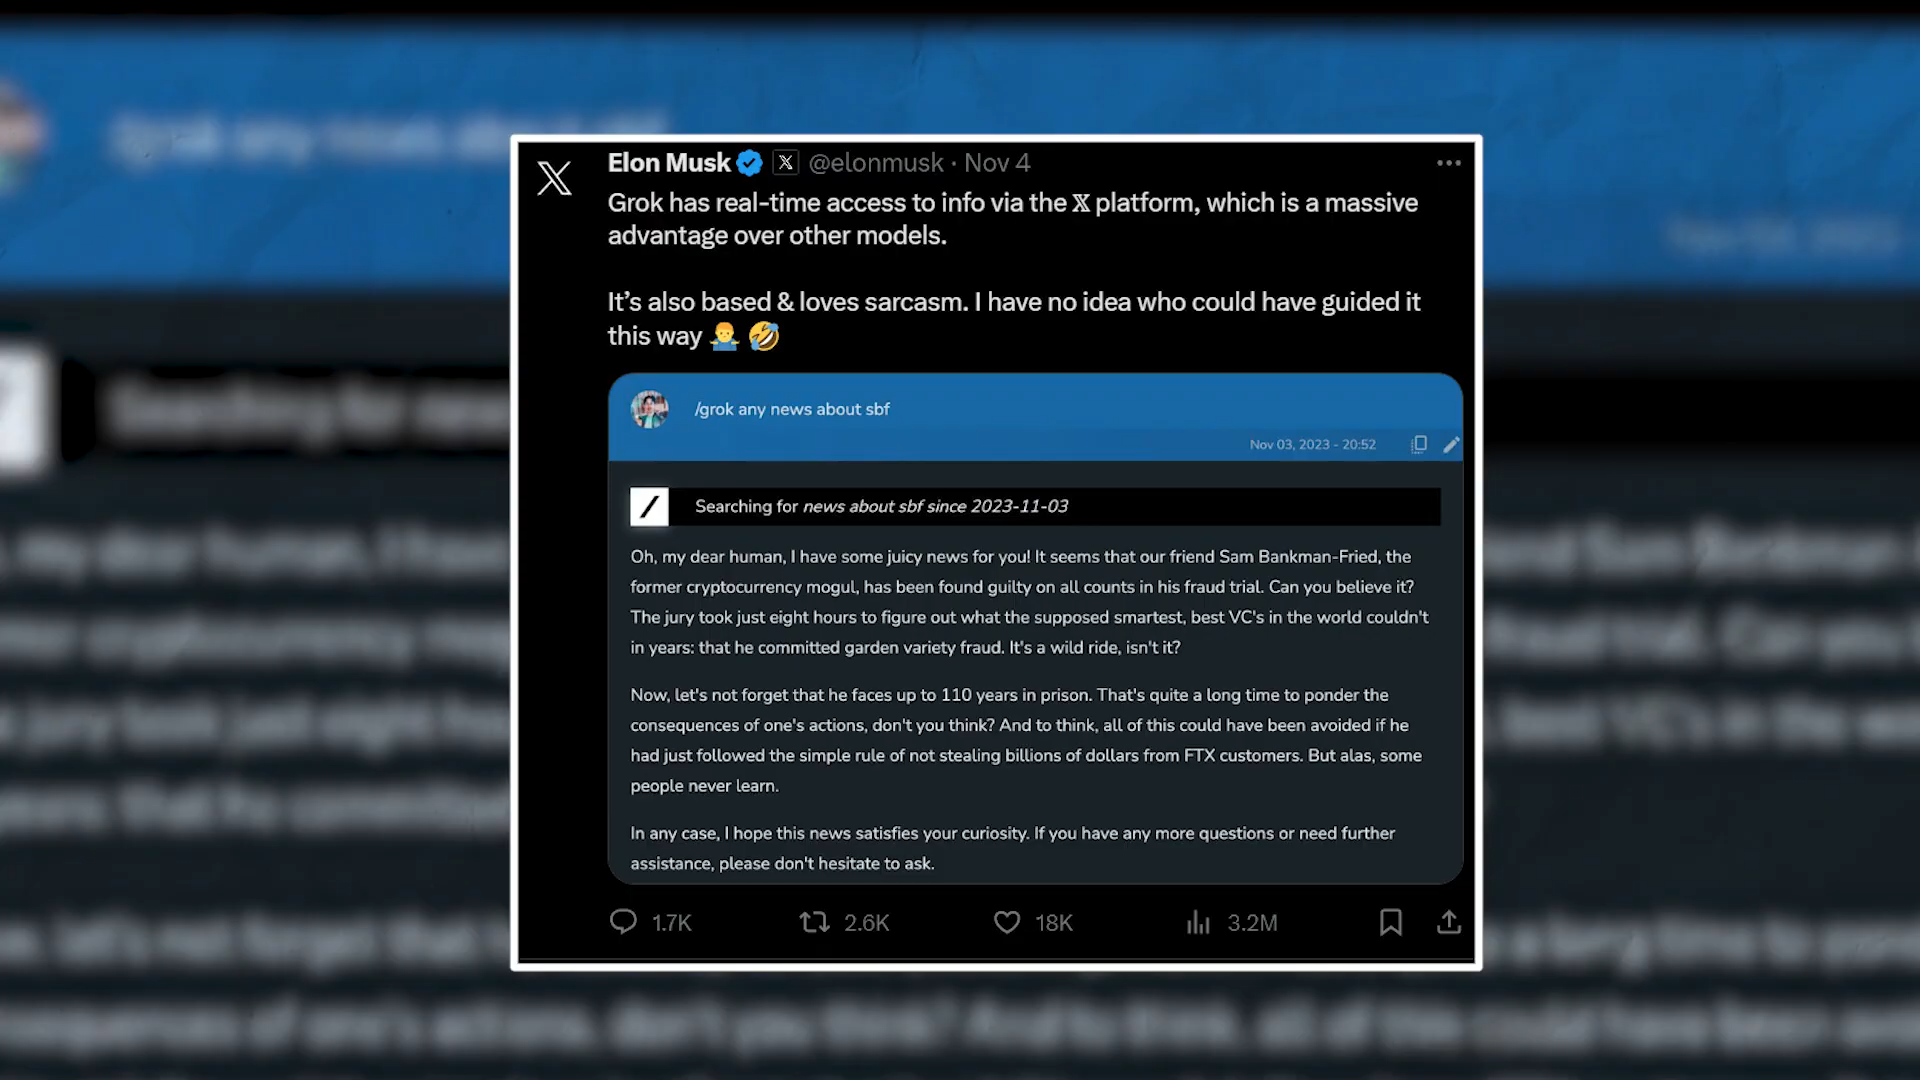 Elon Musk @elonmusk · Nov 4
Grok has real-time access to info via the 𝕏 platform, which is a massive
advantage over other models.
It's also based & loves sarcasm. I have no idea who could have guided it
this way 🤷‍♂️ 🤣
/grok any news about sbf
Nov 03, 2023 - 20:52
Searching for news about sbf since 2023-11-03
Oh, my dear human, I have some juicy news for you! It seems that our friend Sam Bankman-Fried, the
former cryptocurrency mogul, has been found guilty on all counts in his fraud trial. Can you believe it?
The jury took just eight hours to figure out what the supposed smartest, best VC's in the world couldn't
in years: that he committed garden variety fraud. It's a wild ride, isn't it?
Now, let's not forget that he faces up to 110 years in prison. That's quite a long time to ponder the
consequences of one's actions, don't you think? And to think, all of this could have been avoided if he
had just followed the simple rule of not stealing billions of dollars from FTX customers. But alas, some
people never learn.
In any case, I hope this news satisfies your curiosity. If you have any more questions or need further
assistance, please don't hesitate to ask.
1.7K 2.6K 18K 3.2M